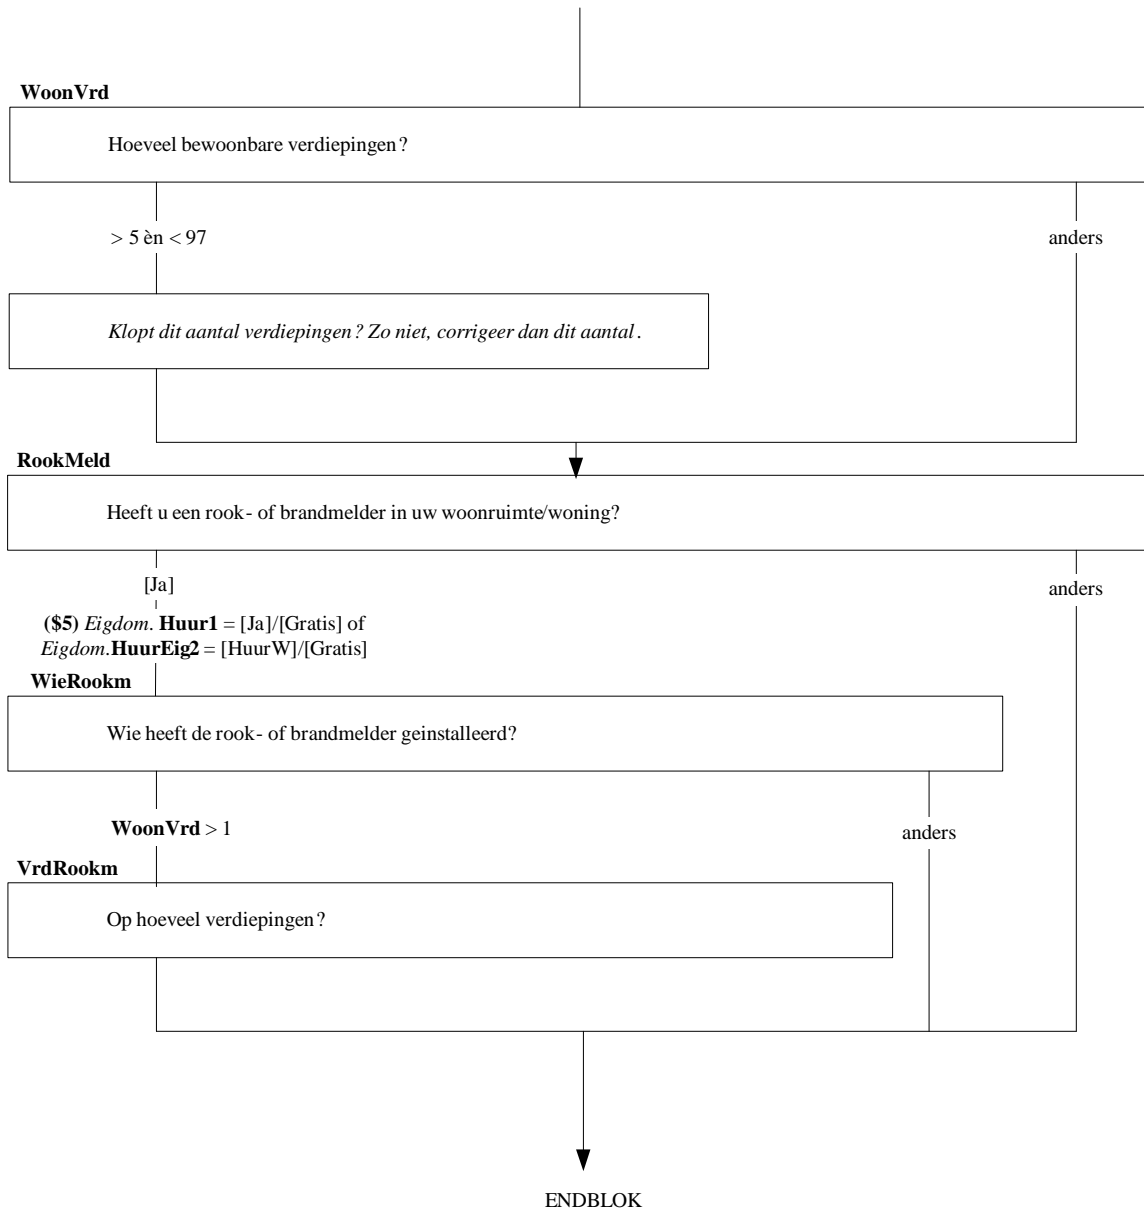 WoonVrd
Hoeveel bewoonbare verdiepingen?
> 5 èn < 97
anders
Klopt dit aantal verdiepingen? Zo niet, corrigeer dan dit aantal.
RookMeld
Heeft u een rook- of brandmelder in uw woonruimte/woning?
[Ja]
anders
($5) Eigdom. Huur1 = [Ja]/[Gratis] of
Eigdom.HuurEig2 = [HuurW]/[Gratis]
WieRookm
Wie heeft de rook- of brandmelder geinstalleerd?
WoonVrd > 1
anders
VrdRookm
Op hoeveel verdiepingen?
ENDBLOK